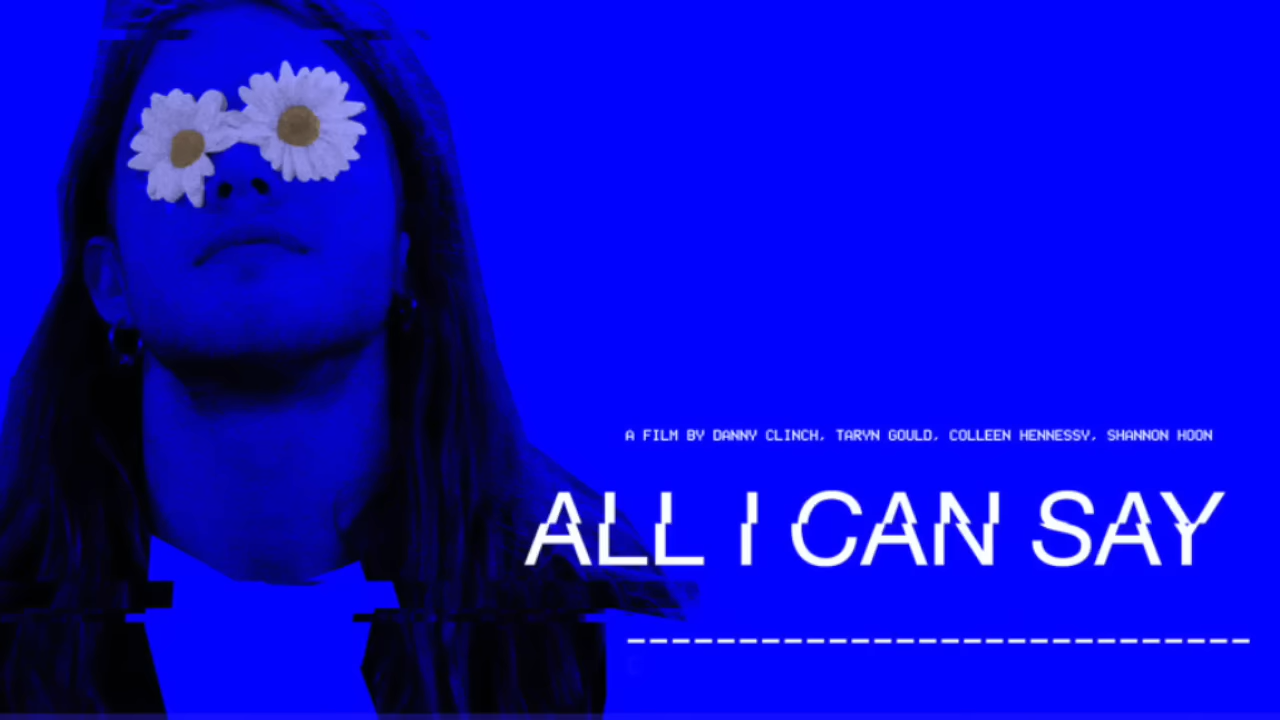 A FILM BY DANNY CLINCH, TARYN GOULD, COLLEEN HENNESSY, SHANNON HOON
ALL I CAN SAY